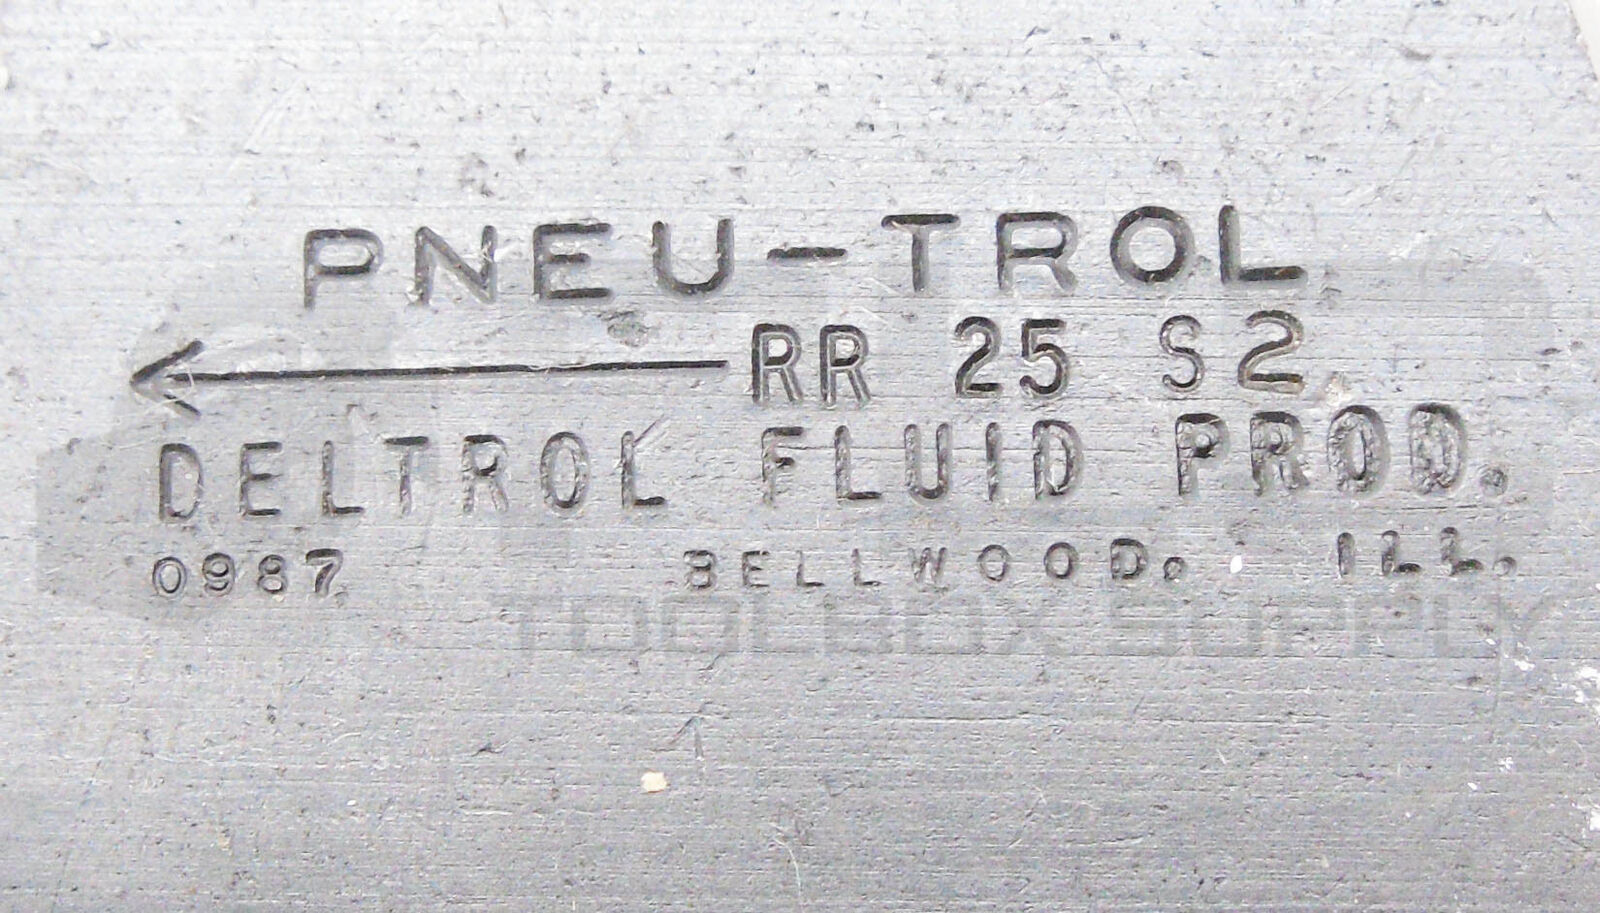 PNEU-TROL
RR 25 S2
DELTROL FLUID PROD.
0987 BELLWOOD. ILL.
TOOLBOX SUPPLY